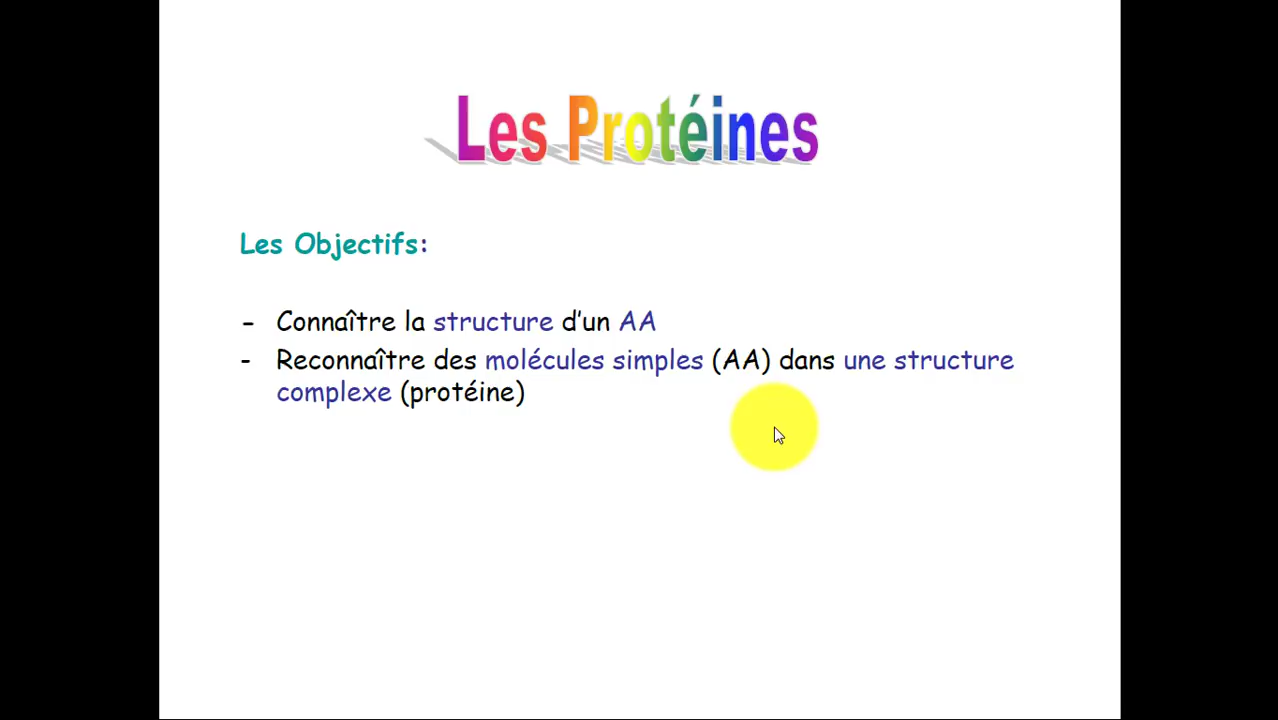 Les Protéines
Les Objectifs:
- Connaître la structure d’un AA
- Reconnaître des molécules simples (AA) dans une structure
complexe (protéine)